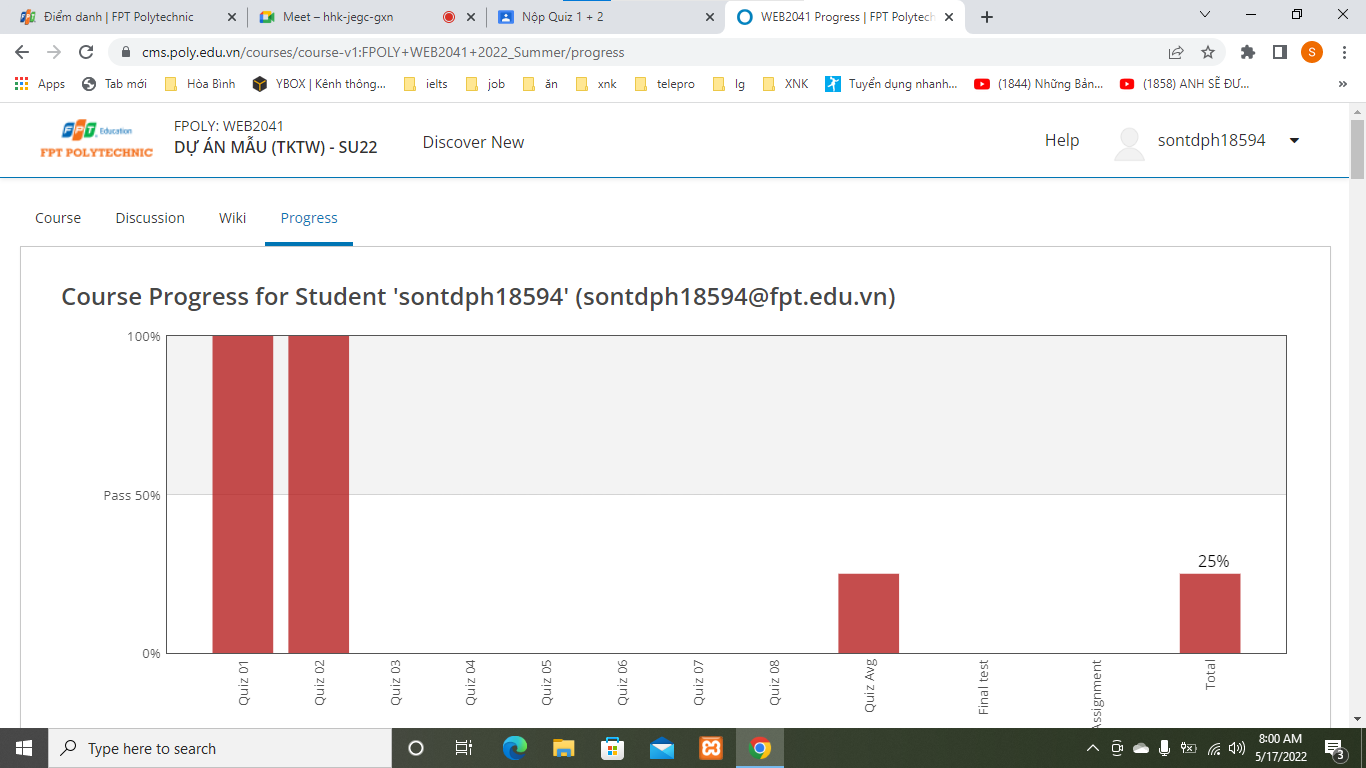 Điểm danh | FPT Polytechnic
Meet – hhk-jegc-gxn
Nộp Quiz 1 + 2
WEB2041 Progress | FPT Polytech
cms.poly.edu.vn/courses/course-v1:FPOLY+WEB2041+2022_Summer/progress
S
Apps
Tab mới
Hòa Bình
YBOX | Kênh thông...
ielts
job
ăn
xnk
telepro
lg
XNK
Tuyển dụng nhanh...
(1844) Những Bản...
(1858) ANH SẼ ĐƯ...
FPT Education
FPT POLYTECHNIC
FPOLY: WEB2041
DỰ ÁN MẪU (TKTW) - SU22
Discover New
Help
sontdph18594
Course
Discussion
Wiki
Progress
Course Progress for Student 'sontdph18594' (sontdph18594@fpt.edu.vn)
100%
Pass 50%
0%
25%
Quiz 01
Quiz 02
Quiz 03
Quiz 04
Quiz 05
Quiz 06
Quiz 07
Quiz 08
Quiz Avg
Final test
Assignment
Total
Type here to search
8:00 AM
5/17/2022
3